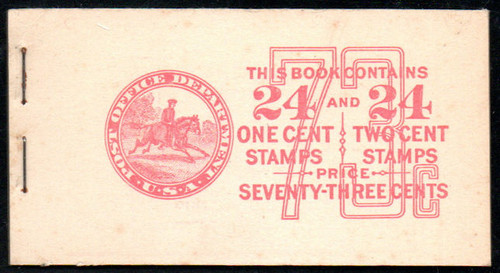 POST OFFICE DEPARTMENT
U.S.A.
73c
THIS BOOK CONTAINS
24 AND 24
ONE CENT TWO CENT
STAMPS STAMPS
PRICE
SEVENTY-THREE CENTS